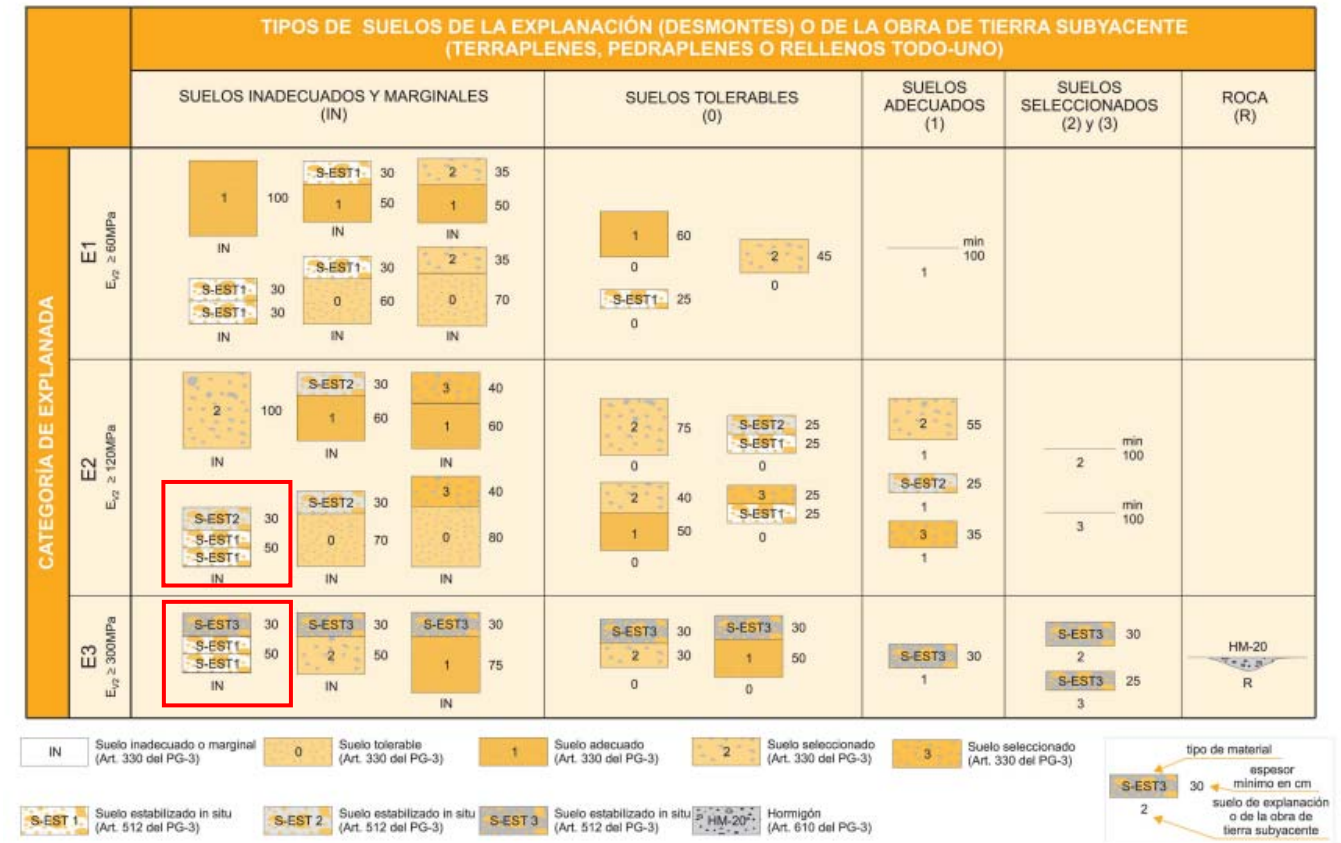 TIPOS DE SUELOS DE LA EXPLANACIÓN (DESMONTES) O DE LA OBRA DE TIERRA SUBYACENTE
(TERRAPLENES, PEDRAPLENES O RELLENOS TODO-UNO)
SUELOS INADECUADOS Y MARGINALES
(IN)
SUELOS TOLERABLES
(0)
SUELOS
ADECUADOS
(1)
SUELOS
SELECCIONADOS
(2) y (3)
ROCA
(R)
CATEGORÍA DE EXPLANADA
E1
Ev2 ≥ 60MPa
1 100
IN
S-EST1 30
1 50
IN
2 35
1 50
IN
S-EST1 30
S-EST1 30
IN
S-EST1 30
0 60
IN
2 35
0 70
IN
1 60
0
2 45
0
S-EST1 25
0
min
100
1
E2
Ev2 ≥ 120MPa
2 100
IN
S-EST2 30
1 60
IN
3 40
1 60
IN
S-EST2 30
S-EST1 50
S-EST1
IN
S-EST2 30
0 70
IN
3 40
0 80
IN
2 75
0
S-EST2 25
S-EST1 25
0
2 40
1 50
0
3 25
S-EST1 25
0
2 55
1
S-EST2 25
1
3 35
1
min
100
2
min
100
3
E3
Ev2 ≥ 300MPa
S-EST3 30
S-EST1 50
S-EST1
IN
S-EST3 30
2 50
IN
S-EST3 30
1 75
IN
S-EST3 30
2 30
0
S-EST3 30
1 50
0
S-EST3 30
1
S-EST3 30
2
S-EST3 25
3
HM-20
R
IN Suelo inadecuado o marginal
(Art. 330 del PG-3)
0 Suelo tolerable
(Art. 330 del PG-3)
1 Suelo adecuado
(Art. 330 del PG-3)
2 Suelo seleccionado
(Art. 330 del PG-3)
3 Suelo seleccionado
(Art. 330 del PG-3)
S-EST 1 Suelo estabilizado in situ
(Art. 512 del PG-3)
S-EST 2 Suelo estabilizado in situ
(Art. 512 del PG-3)
S-EST 3 Suelo estabilizado in situ
(Art. 512 del PG-3)
HM-20 Hormigón
(Art. 610 del PG-3)
tipo de material
S-EST3 30 espesor
mínimo en cm
2 suelo de explanación
o de la obra de
tierra subyacente